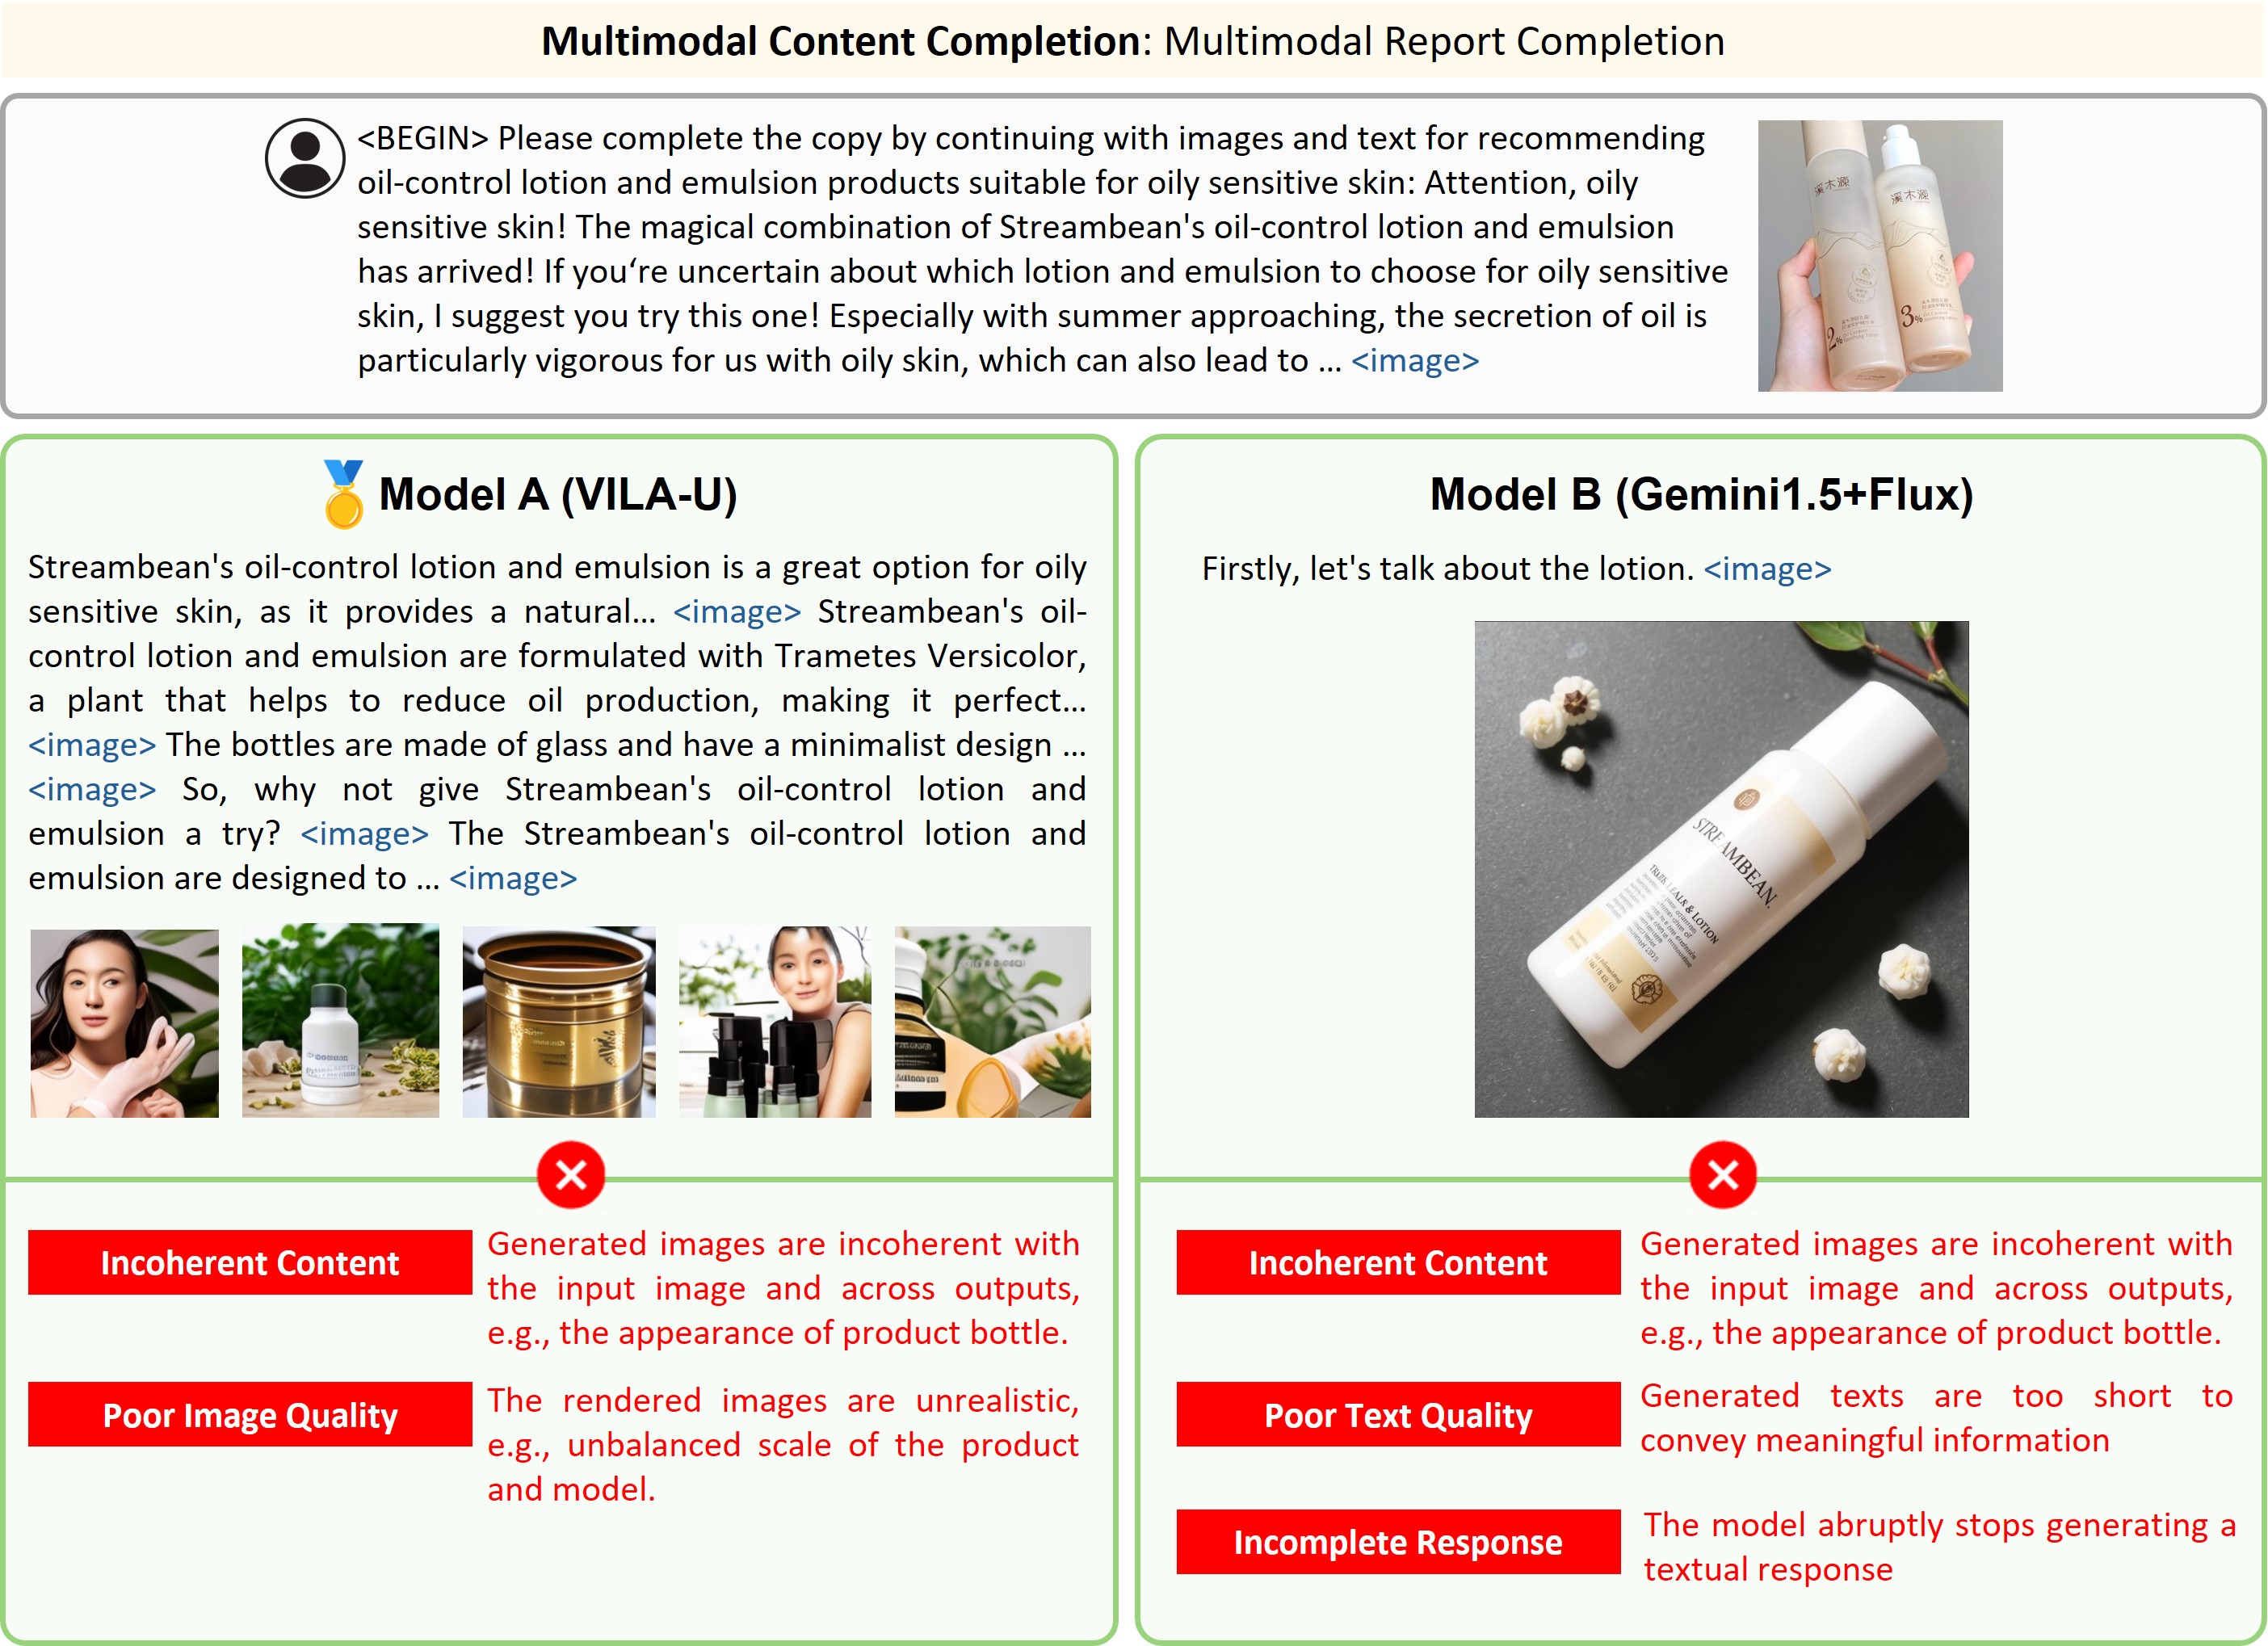 Multimodal Content Completion: Multimodal Report Completion
<BEGIN> Please complete the copy by continuing with images and text for recommending
oil-control lotion and emulsion products suitable for oily sensitive skin: Attention, oily
sensitive skin! The magical combination of Streambean's oil-control lotion and emulsion
has arrived! If you‘re uncertain about which lotion and emulsion to choose for oily sensitive
skin, I suggest you try this one! Especially with summer approaching, the secretion of oil is
particularly vigorous for us with oily skin, which can also lead to ... <image>
溪木源
溪木源
2%
3%
Model A (VILA-U)
Streambean's oil-control lotion and emulsion is a great option for oily
sensitive skin, as it provides a natural... <image> Streambean's oil-
control lotion and emulsion are formulated with Trametes Versicolor,
a plant that helps to reduce oil production, making it perfect...
<image> The bottles are made of glass and have a minimalist design ...
<image> So, why not give Streambean's oil-control lotion and
emulsion a try? <image> The Streambean's oil-control lotion and
emulsion are designed to ... <image>
Incoherent Content
Generated images are incoherent with
the input image and across outputs,
e.g., the appearance of product bottle.
Poor Image Quality
The rendered images are unrealistic,
e.g., unbalanced scale of the product
and model.
Model B (Gemini1.5+Flux)
Firstly, let's talk about the lotion. <image>
STREAMBEAN.
& LOTION
Incoherent Content
Generated images are incoherent with
the input image and across outputs,
e.g., the appearance of product bottle.
Poor Text Quality
Generated texts are too short to
convey meaningful information
Incomplete Response
The model abruptly stops generating a
textual response